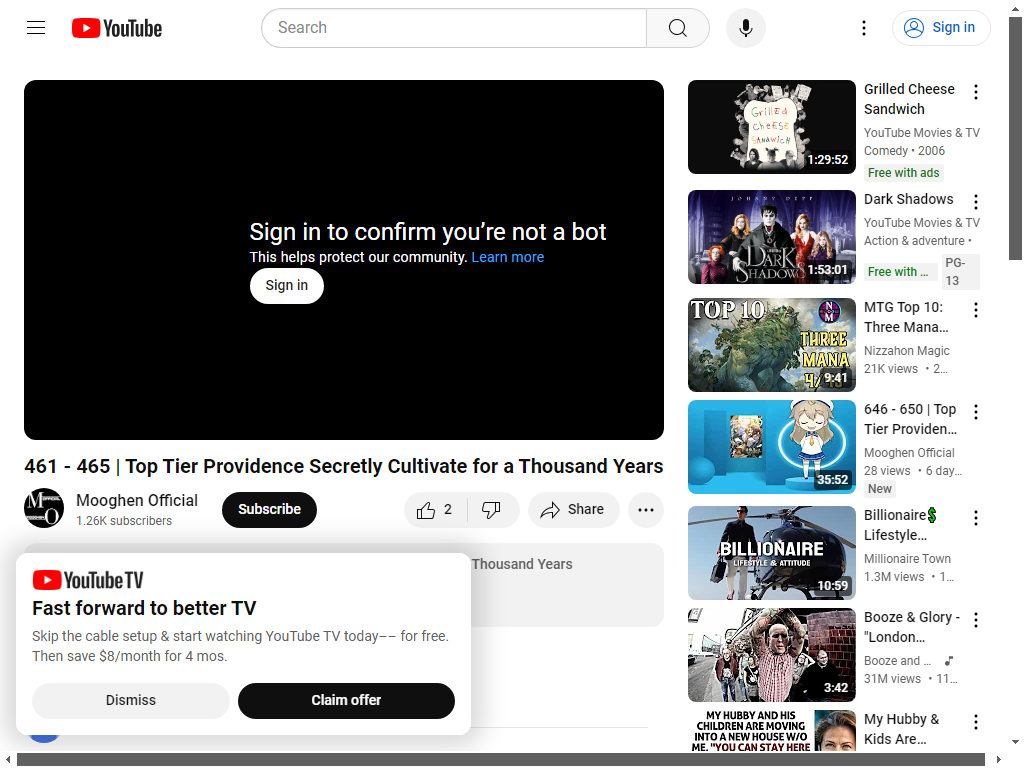 YouTube
Search
Sign in
Sign in to confirm you're not a bot
This helps protect our community. Learn more
Sign in
461 - 465 | Top Tier Providence Secretly Cultivate for a Thousand Years
Mooghen Official
1.26K subscribers
Subscribe
2
Share
Thousand Years
YouTube TV
Fast forward to better TV
Skip the cable setup & start watching YouTube TV today–– for free.
Then save $8/month for 4 mos.
Dismiss
Claim offer
Grilled
Cheese
Sandwich
1:29:52
Grilled Cheese
Sandwich
YouTube Movies & TV
Comedy • 2006
Free with ads
JOHNNY DEPP
DARK
SHADOWS
1:53:01
Dark Shadows
YouTube Movies & TV
Action & adventure •
Free with ...
PG-
13
TOP 10
NM
THREE
MANA
4/
9:41
MTG Top 10:
Three Mana...
Nizzahon Magic
21K views • 2...
35:52
646 - 650 | Top
Tier Providen...
Mooghen Official
28 views • 6 day...
New
BILLIONAIRE
LIFESTYLE & ATTITUDE
10:59
Billionaire💲
Lifestyle...
Millionaire Town
1.3M views • 1...
3:42
Booze & Glory -
"London...
Booze and ...
31M views • 11...
MY HUBBY AND HIS
CHILDREN ARE MOVING
INTO A NEW HOUSE W/O
ME. "YOU CAN STAY HERE
My Hubby &
Kids Are...